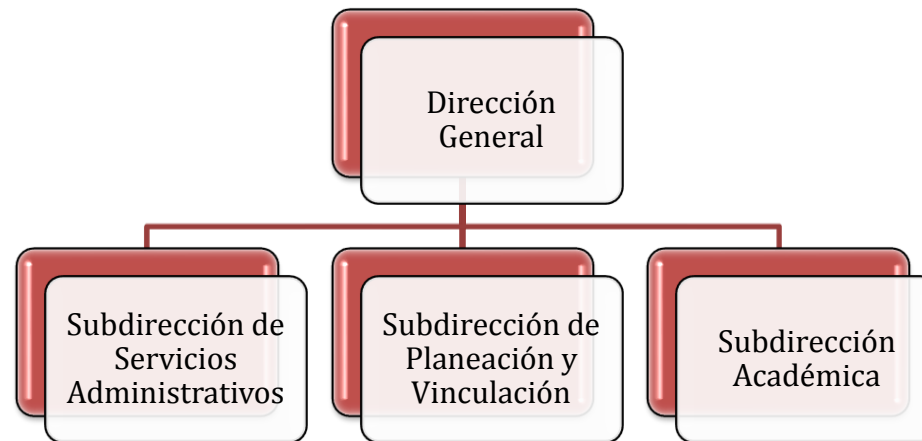 Dirección
General
Subdirección de
Servicios
Administrativos
Subdirección de
Planeación y
Vinculación
Subdirección
Académica